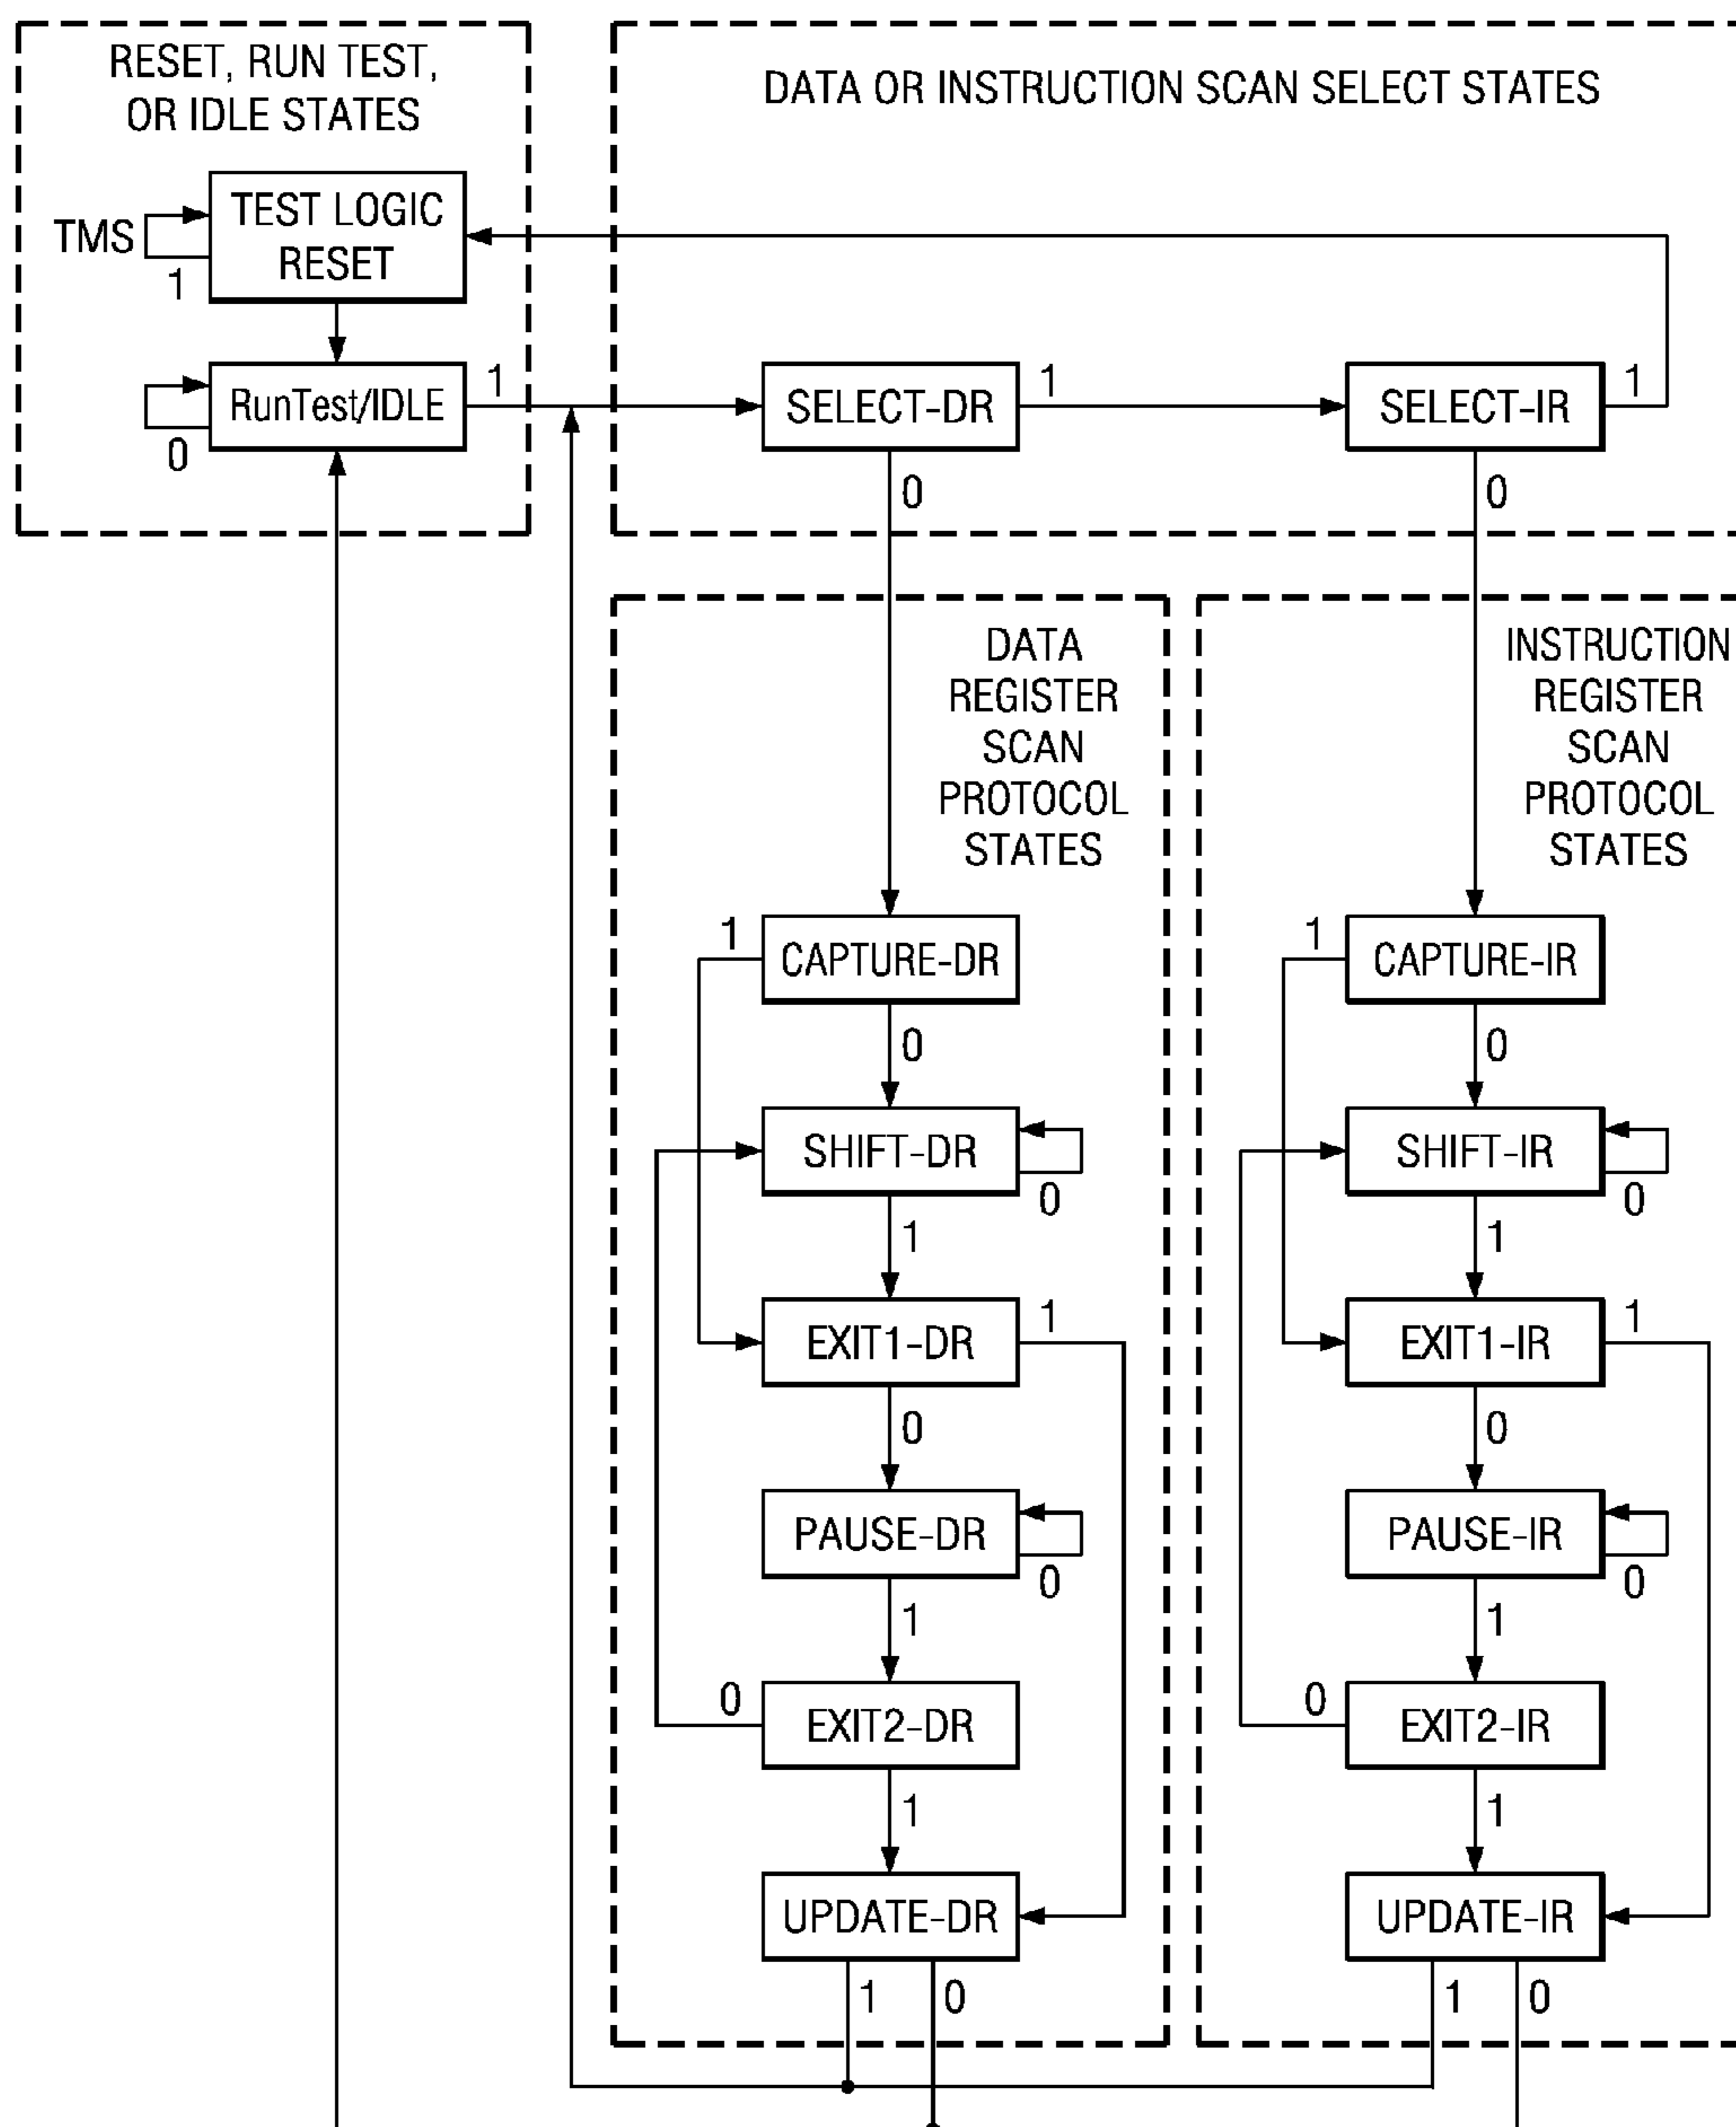 RESET, RUN TEST,
OR IDLE STATES
DATA OR INSTRUCTION SCAN SELECT STATES
TMS
1
TEST LOGIC
RESET
RunTest/IDLE
1
0
SELECT-DR
1
0
SELECT-IR
1
0
DATA
REGISTER
SCAN
PROTOCOL
STATES
1
CAPTURE-DR
0
SHIFT-DR
0
1
EXIT1-DR
1
0
PAUSE-DR
0
1
0
EXIT2-DR
1
UPDATE-DR
1
0
INSTRUCTION
REGISTER
SCAN
PROTOCOL
STATES
1
CAPTURE-IR
0
SHIFT-IR
0
1
EXIT1-IR
1
0
PAUSE-IR
0
1
0
EXIT2-IR
1
UPDATE-IR
1
0